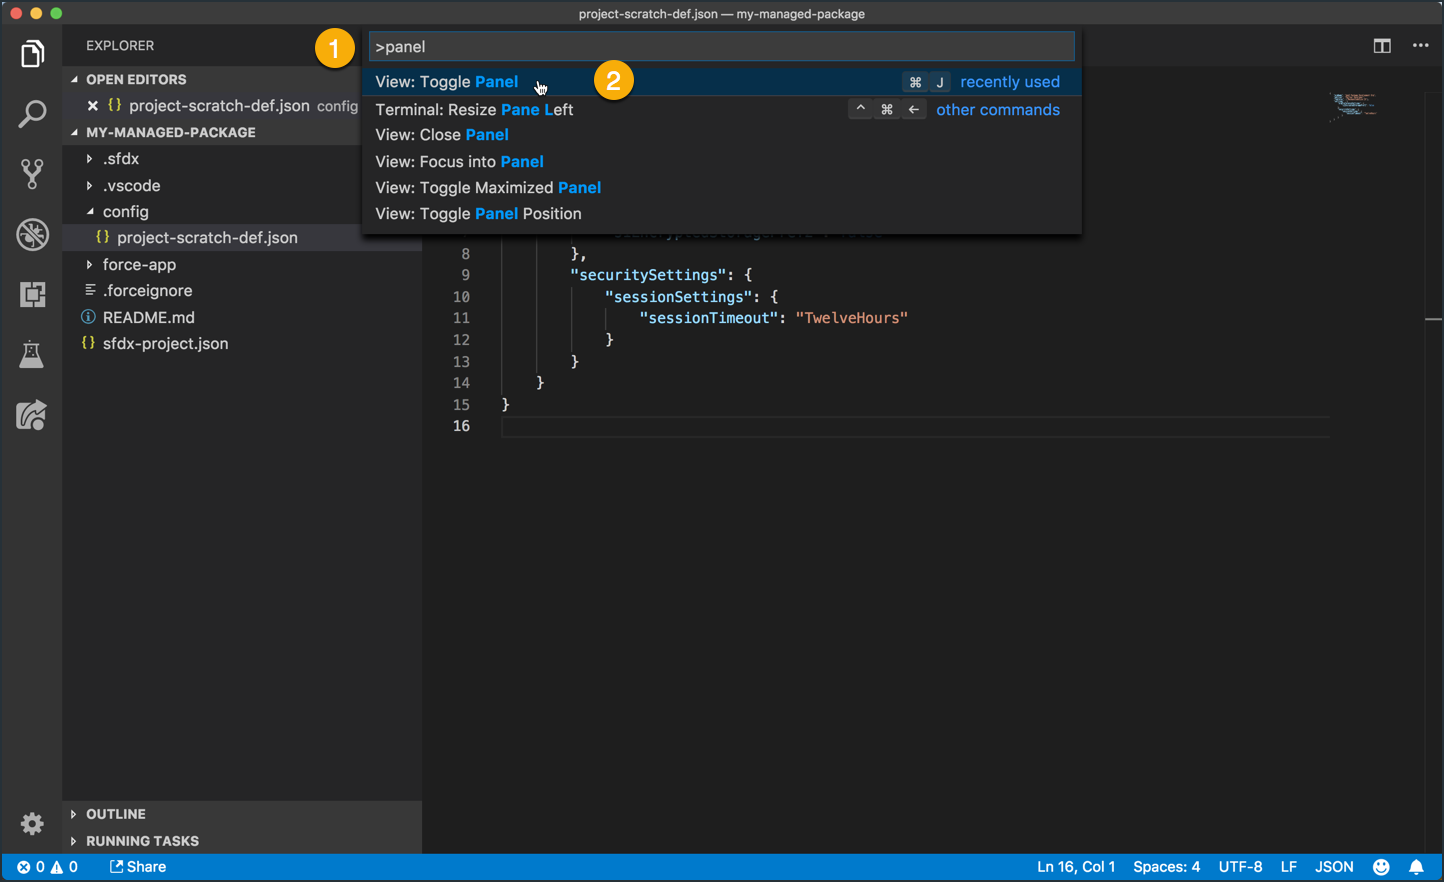 project-scratch-def.json — my-managed-package
EXPLORER
1
>panel
OPEN EDITORS
{} project-scratch-def.json config
MY-MANAGED-PACKAGE
.sfdx
.vscode
config
{} project-scratch-def.json
force-app
.forceignore
README.md
{} sfdx-project.json
OUTLINE
RUNNING TASKS
View: Toggle Panel
2
⌘ J recently used
Terminal: Resize Pane Left
^ ⌘ ← other commands
View: Close Panel
View: Focus into Panel
View: Toggle Maximized Panel
View: Toggle Panel Position
8 },
9 "securitySettings": {
10 "sessionSettings": {
11 "sessionTimeout": "TwelveHours"
12 }
13 }
14 }
15 }
16
0 0 Share
Ln 16, Col 1 Spaces: 4 UTF-8 LF JSON